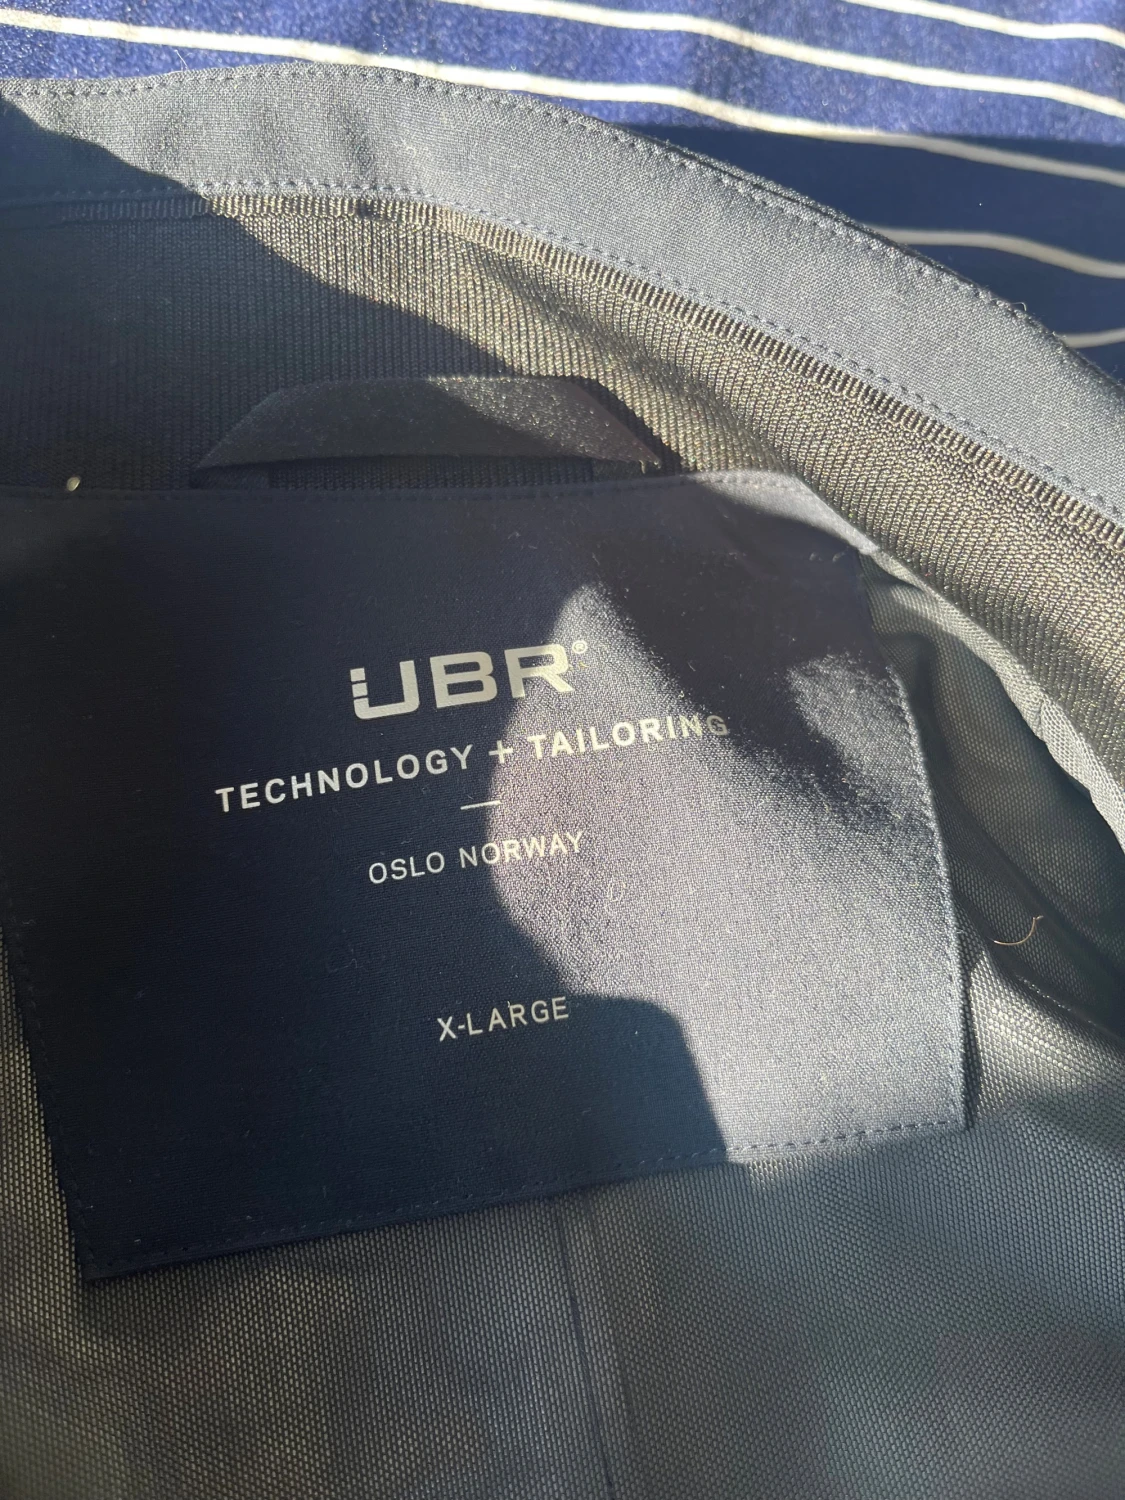 UBR®
TECHNOLOGY + TAILORING
OSLO NORWAY
X-LARGE